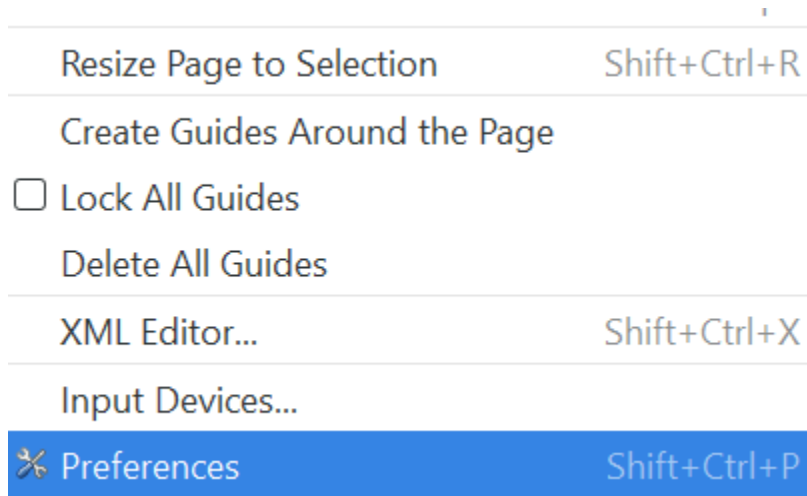 Resize Page to Selection Shift+Ctrl+R
Create Guides Around the Page
Lock All Guides
Delete All Guides
XML Editor... Shift+Ctrl+X
Input Devices...
Preferences Shift+Ctrl+P